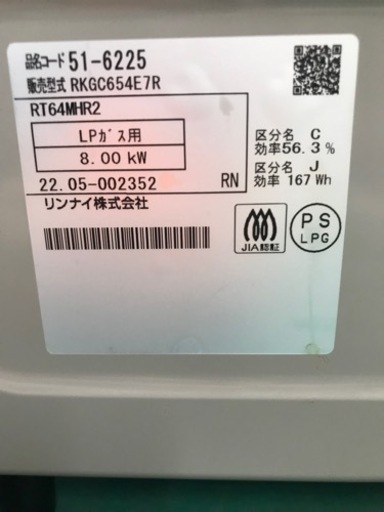 品名コード 51-6225
販売型式 RKGC654E7R
RT64MHR2
LPガス用
8.00 kW
区分名 C
効率56.3%
区分名 J
効率 167 Wh
22.05-002352 RN
リンナイ株式会社
JIA認証
PS
LPG